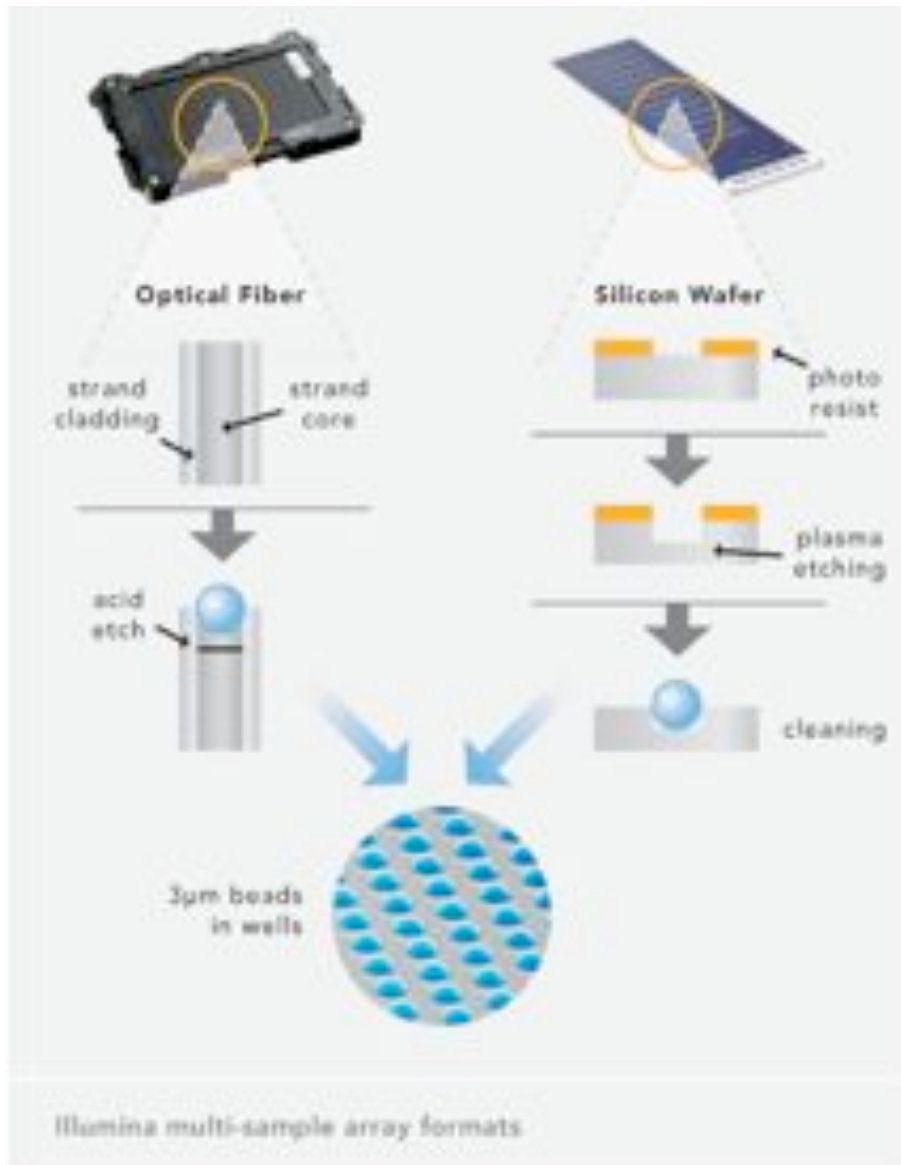 Optical Fiber
strand
cladding
strand
core
acid
etch
Silicon Wafer
photo
resist
plasma
etching
cleaning
3µm beads
in wells
Illumina multi-sample array formats